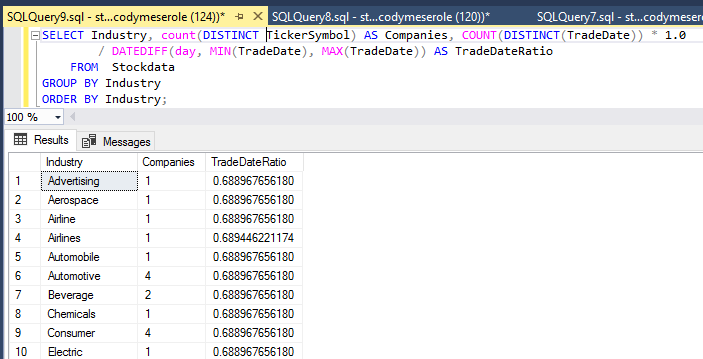 SQLQuery9.sql - st...codymeserole (124))* SQLQuery8.sql - st...codymeserole (120))* SQLQuery7.sql - st...codymeserole
SELECT Industry, count(DISTINCT TickerSymbol) AS Companies, COUNT(DISTINCT(TradeDate)) * 1.0
/ DATEDIFF(day, MIN(TradeDate), MAX(TradeDate)) AS TradeDateRatio
FROM Stockdata
GROUP BY Industry
ORDER BY Industry;
100 %
Results Messages
Industry Companies TradeDateRatio
1 Advertising 1 0.688967656180
2 Aerospace 1 0.688967656180
3 Airline 1 0.688967656180
4 Airlines 1 0.689446221174
5 Automobile 1 0.688967656180
6 Automotive 4 0.688967656180
7 Beverage 2 0.688967656180
8 Chemicals 1 0.688967656180
9 Consumer 4 0.688967656180
10 Electric 1 0.688967656180